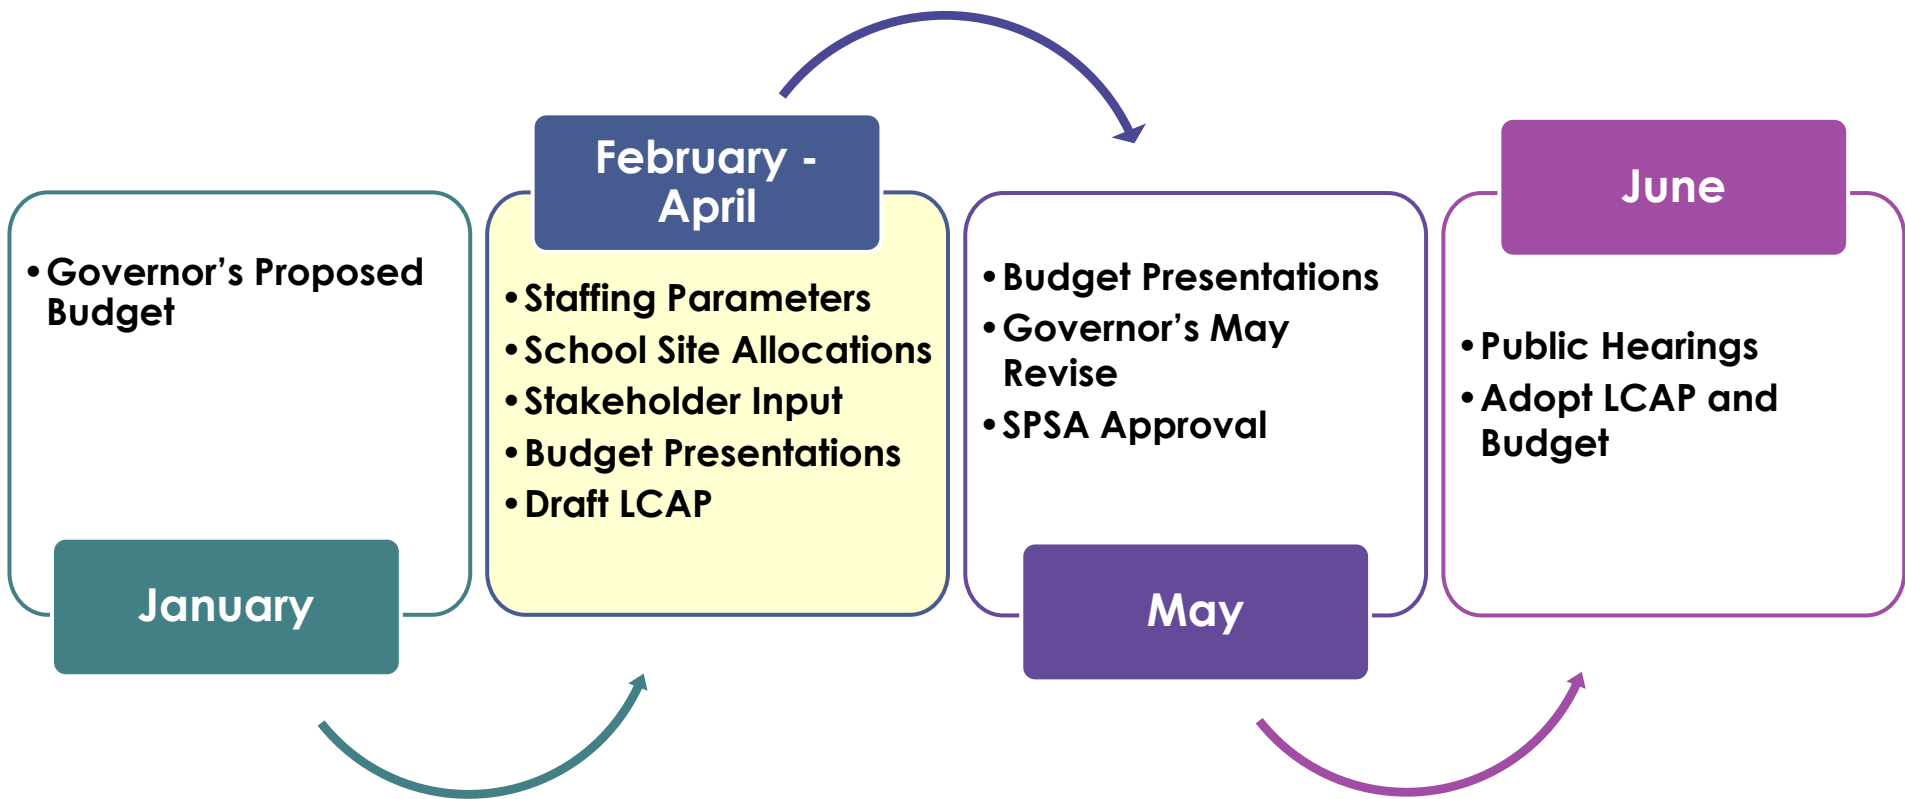 •Governor’s Proposed
Budget
January
February -
April
•Staffing Parameters
•School Site Allocations
•Stakeholder Input
•Budget Presentations
•Draft LCAP
•Budget Presentations
•Governor’s May
Revise
•SPSA Approval
May
June
•Public Hearings
•Adopt LCAP and
Budget